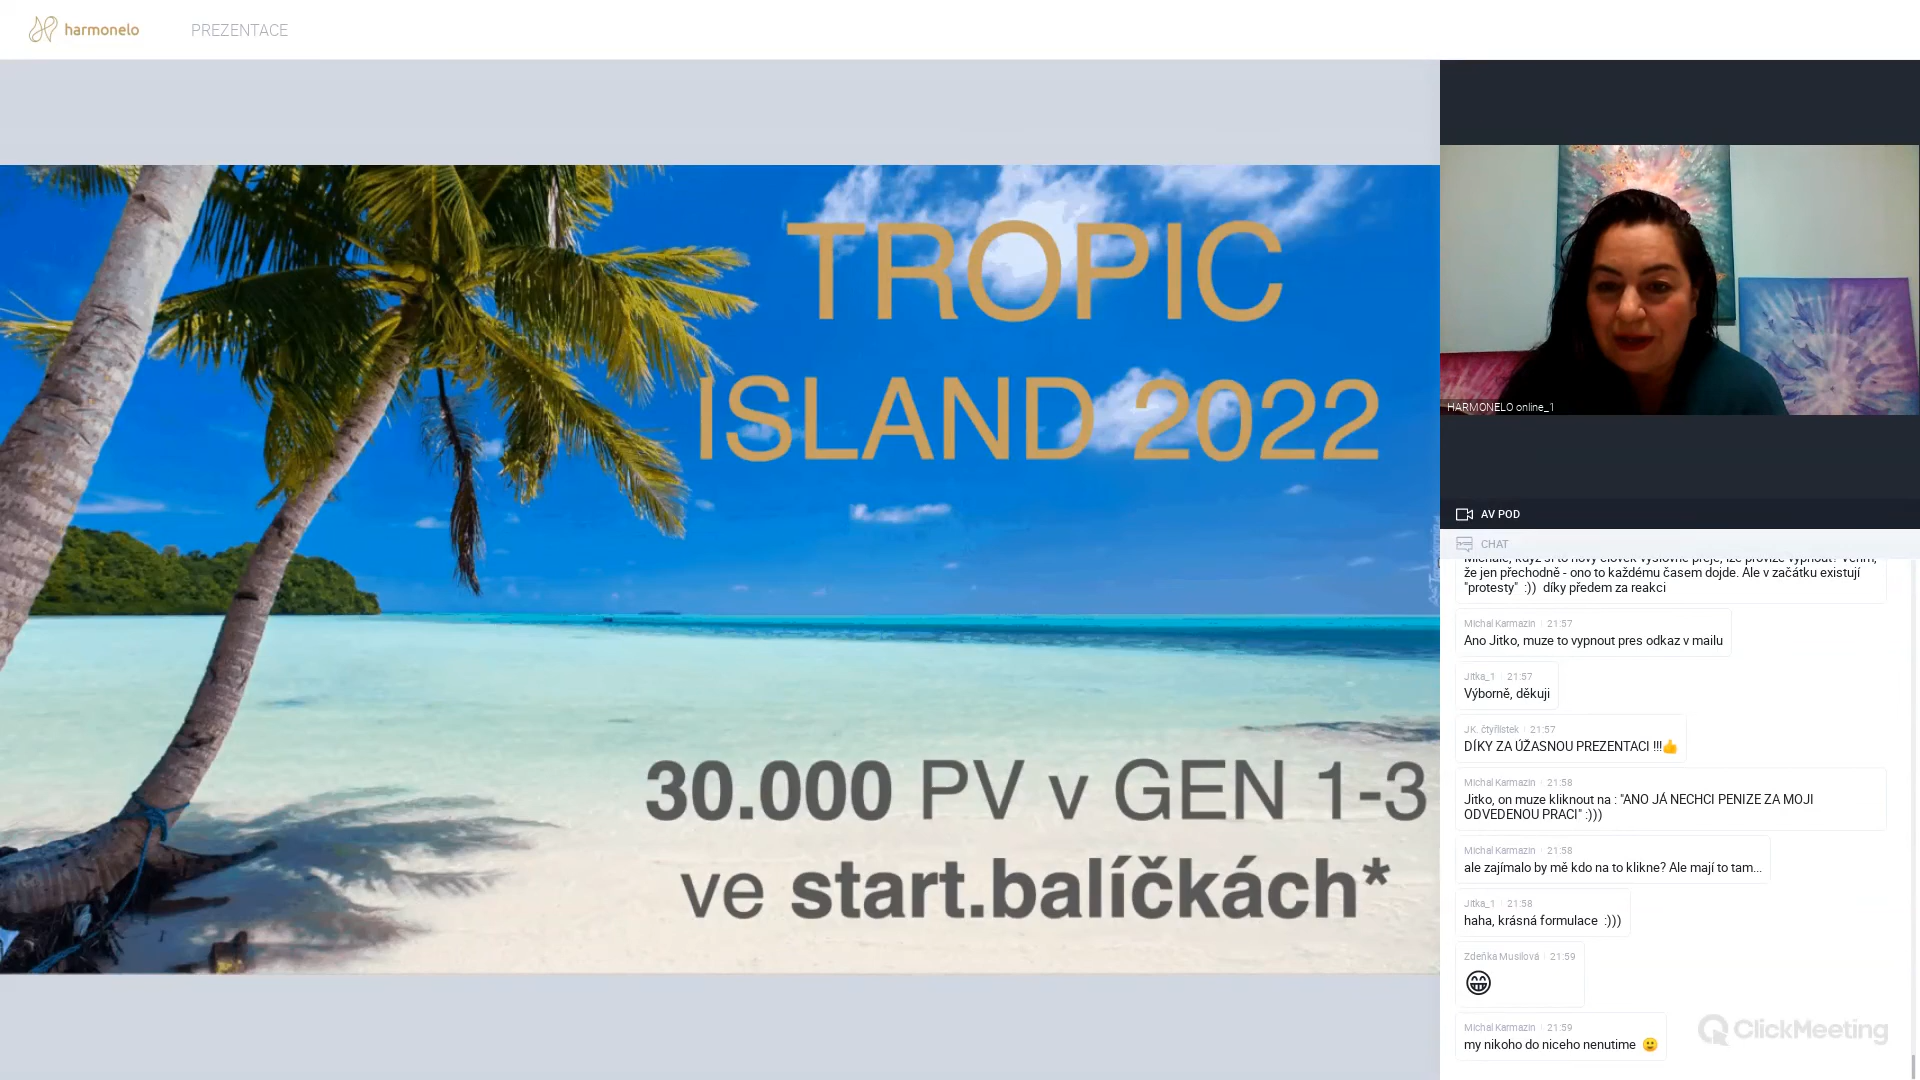 harmonelo
PREZENTACE
TROPIC
ISLAND 2022
30.000 PV v GEN 1-3
ve start.balíčkách*
HARMONELO online_1
AV POD
CHAT
že jen přechodně - ono to každému časem dojde. Ale v začátku existují
"protesty" :)) díky předem za reakci
Michal Karmazin 21:57
Ano Jitko, muze to vypnout pres odkaz v mailu
Jitka_1 21:57
Výborně, děkuji
JK. čtyřlístek 21:57
DÍKY ZA ÚŽASNOU PREZENTACI !!!👍
Michal Karmazin 21:58
Jitko, on muze kliknout na : "ANO JÁ NECHCI PENIZE ZA MOJI
ODVEDENOU PRACI" :)))
Michal Karmazin 21:58
ale zajímalo by mě kdo na to klikne? Ale mají to tam...
Jitka_1 21:58
haha, krásná formulace :)))
Zdeňka Musilová 21:59
😁
Michal Karmazin 21:59
my nikoho do niceho nenutime 🙂
ClickMeeting